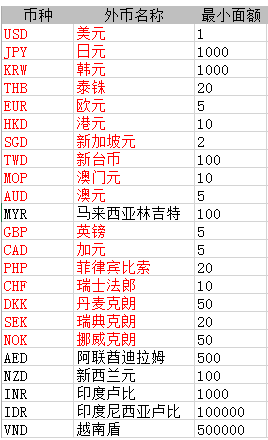 币种 外币名称 最小面额
USD 美元 1
JPY 日元 1000
KRW 韩元 1000
THB 泰铢 20
EUR 欧元 5
HKD 港元 10
SGD 新加坡元 2
TWD 新台币 100
MOP 澳门元 10
AUD 澳元 5
MYR 马来西亚林吉特 100
GBP 英镑 5
CAD 加元 5
PHP 菲律宾比索 20
CHF 瑞士法郎 10
DKK 丹麦克朗 50
SEK 瑞典克朗 20
NOK 挪威克朗 50
AED 阿联酋迪拉姆 500
NZD 新西兰元 100
INR 印度卢比 1000
IDR 印度尼西亚卢比 100000
VND 越南盾 500000